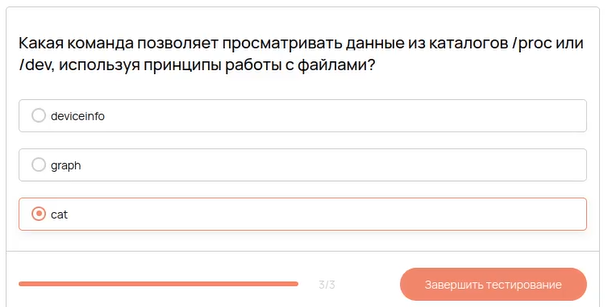 Какая команда позволяет просматривать данные из каталогов /proc или
/dev, используя принципы работы с файлами?
deviceinfo
graph
cat
3/3
Завершить тестирование